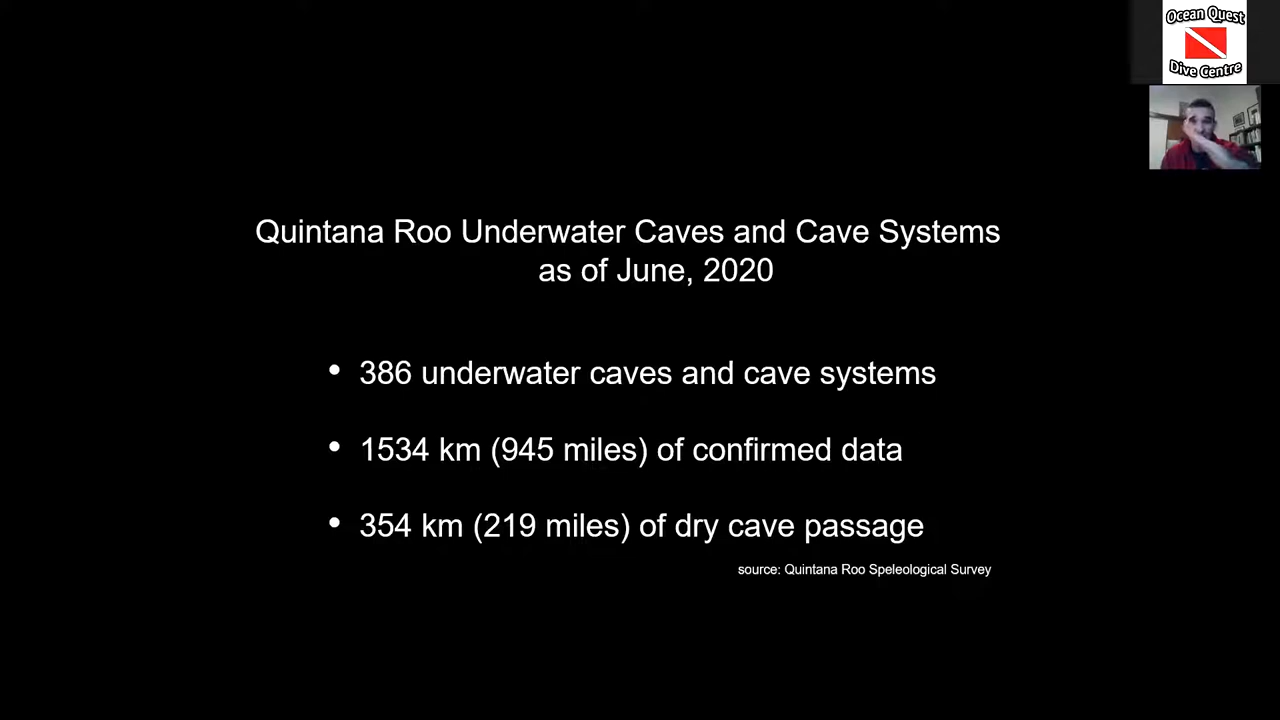 Ocean Quest
Dive Centre
Quintana Roo Underwater Caves and Cave Systems
as of June, 2020
• 386 underwater caves and cave systems
• 1534 km (945 miles) of confirmed data
• 354 km (219 miles) of dry cave passage
source: Quintana Roo Speleological Survey